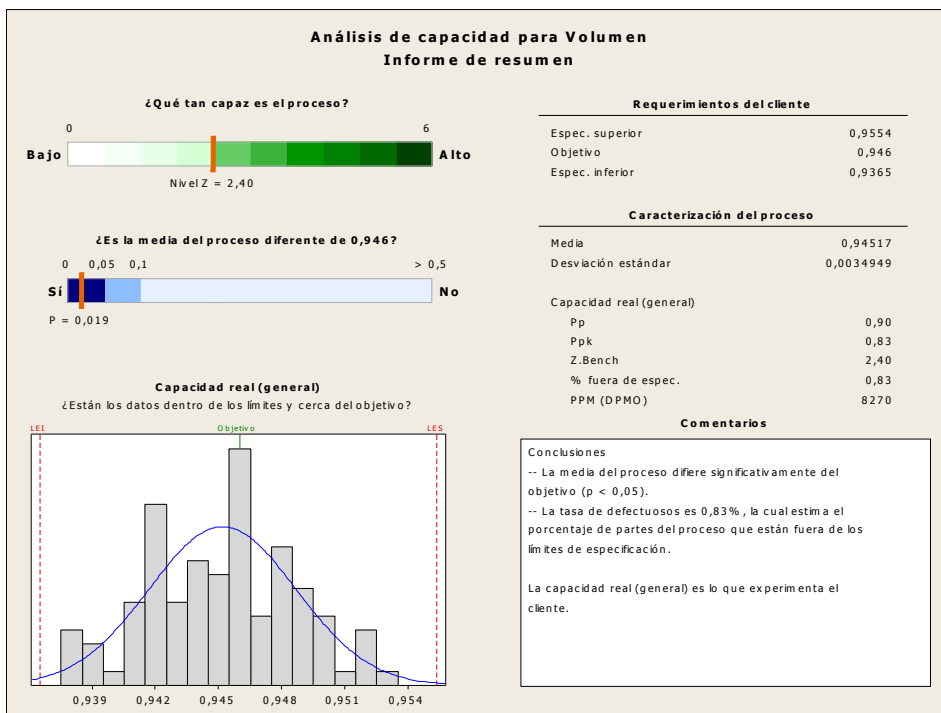 Análisis de capacidad para Volumen
Informe de resumen
¿Qué tan capaz es el proceso?
0 6
Bajo Alto
Nivel Z = 2,40
¿Es la media del proceso diferente de 0,946?
0 0,05 0,1 > 0,5
Sí No
P = 0,019
Capacidad real (general)
¿Están los datos dentro de los límites y cerca del objetivo?
LEI Objetivo LES
0,939 0,942 0,945 0,948 0,951 0,954
Requerimientos del cliente
Espec. superior 0,9554
Objetivo 0,946
Espec. inferior 0,9365
Caracterización del proceso
Media 0,94517
Desviación estándar 0,0034949
Capacidad real (general)
Pp 0,90
Ppk 0,83
Z.Bench 2,40
% fuera de espec. 0,83
PPM (DPMO) 8270
Comentarios
Conclusiones
-- La media del proceso difiere significativamente del
objetivo (p < 0,05).
-- La tasa de defectuosos es 0,83%, la cual estima el
porcentaje de partes del proceso que están fuera de los
límites de especificación.
La capacidad real (general) es lo que experimenta el
cliente.